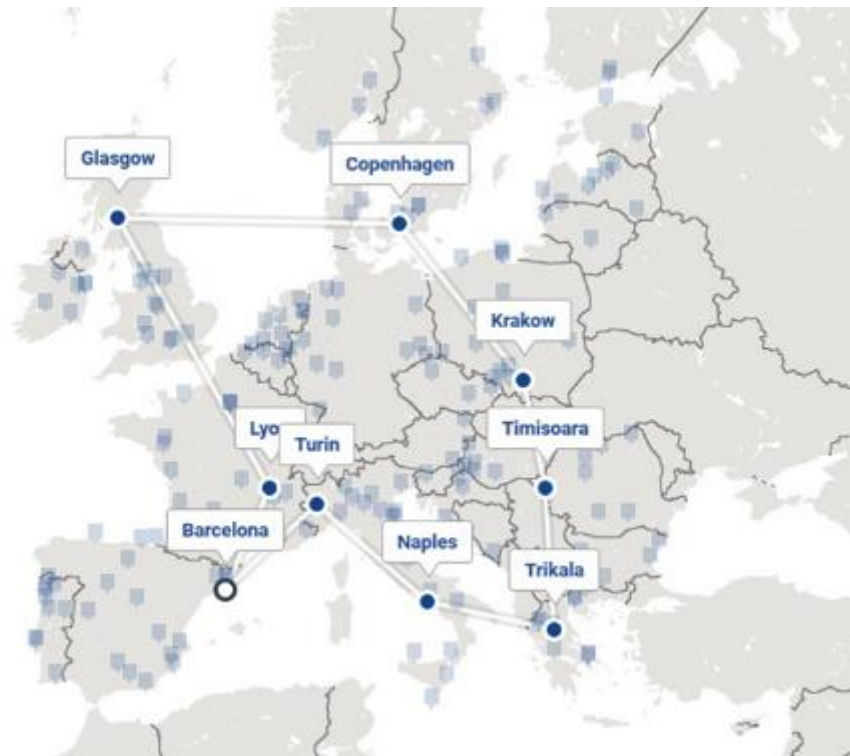 Glasgow
Copenhagen
Krakow
Lyo
Turin
Timisoara
Barcelona
Naples
Trikala